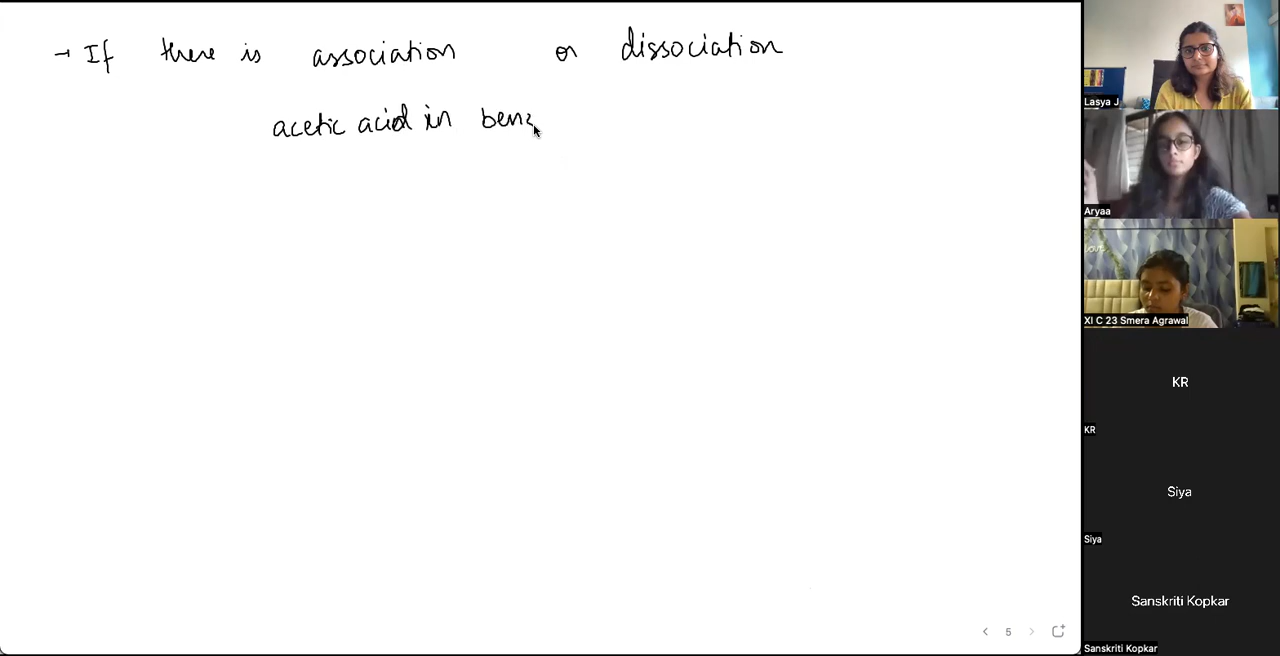 → If there is association or dissociation
acetic acid in benz
Lasya J
Aryaa
XI C 23 Smera Agrawal
KR
KR
Siya
Siya
Sanskriti Kopkar
Sanskriti Kopkar
< 5 >